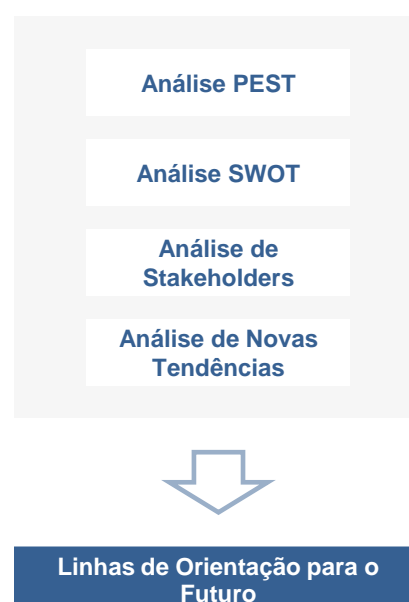 Análise PEST
Análise SWOT
Análise de
Stakeholders
Análise de Novas
Tendências
Linhas de Orientação para o
Futuro